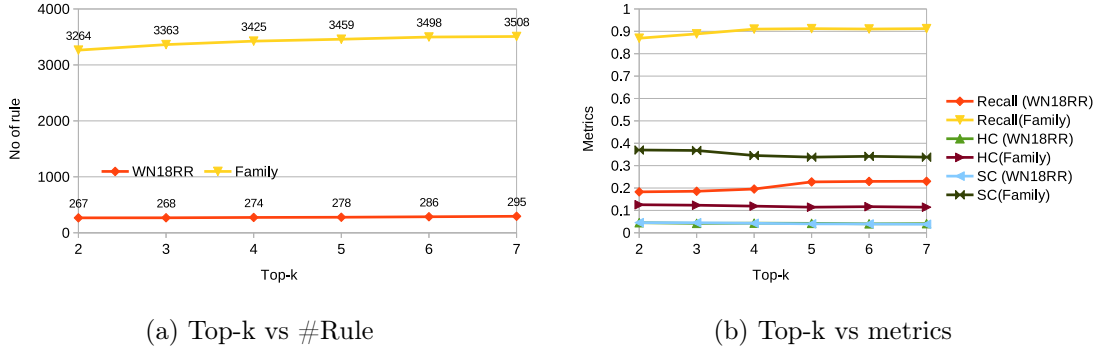 4000
3000
2000
1000
0
No of rule
3264 3363 3425 3459 3498 3508
WN18RR Family
267 268 274 278 286 295
2 3 4 5 6 7
Top-k
(a) Top-k vs #Rule
1
0.9
0.8
0.7
0.6
0.5
0.4
0.3
0.2
0.1
0
Metrics
2 3 4 5 6 7
Top-k
Recall (WN18RR)
Recall(Family)
HC (WN18RR)
HC(Family)
SC (WN18RR)
SC(Family)
(b) Top-k vs metrics